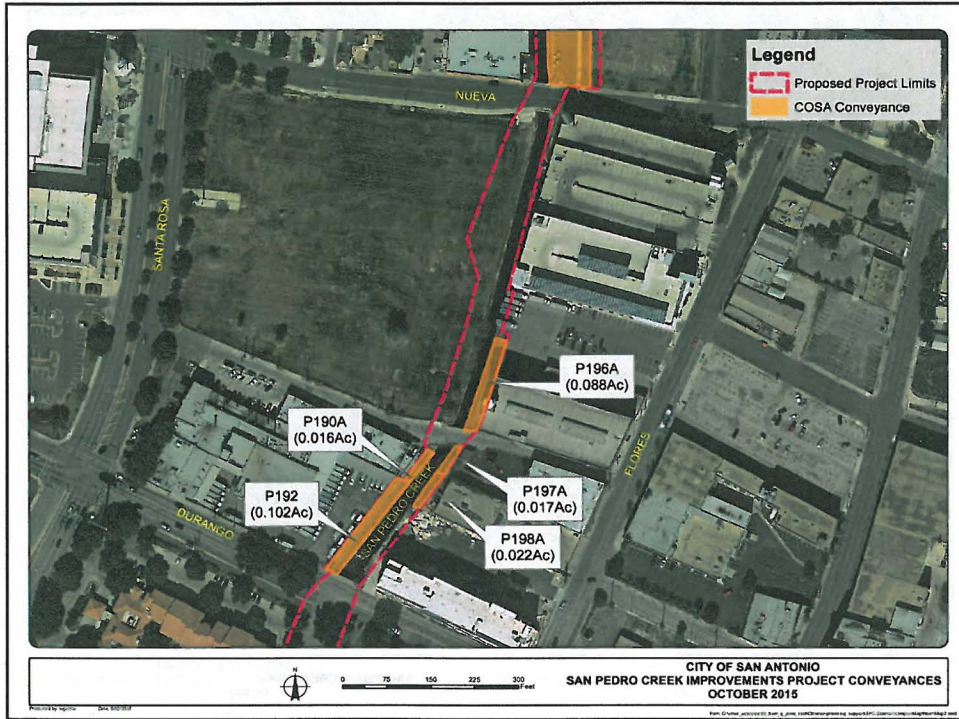 Legend
Proposed Project Limits
COSA Conveyance
NUEVA
SANTA ROSA
P196A
(0.088Ac)
P190A
(0.016Ac)
FLORES
P192
(0.102Ac)
SAN PEDRO CREEK
P197A
(0.017Ac)
DURANGO
P198A
(0.022Ac)
N
0 75 150 225 300
Feet
CITY OF SAN ANTONIO
SAN PEDRO CREEK IMPROVEMENTS PROJECT CONVEYANCES
OCTOBER 2015